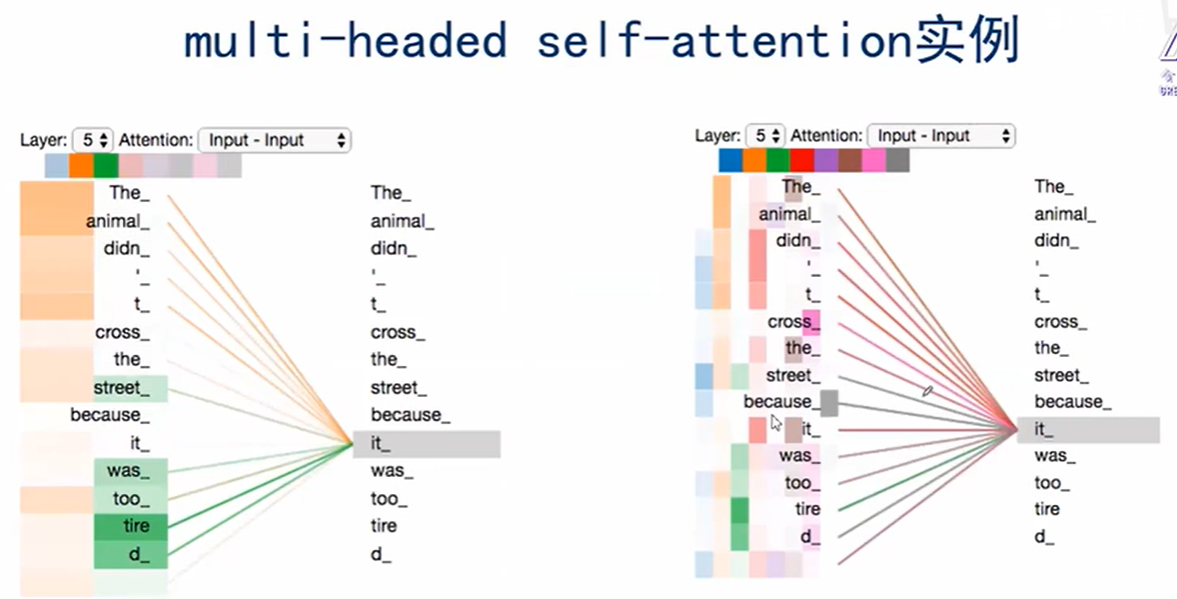 multi-headed self-attention实例
Layer: 5 Attention: Input - Input
The_ The_
animal_ animal_
didn_ didn_
'_ '_
t_ t_
cross_ cross_
the_ the_
street_ street_
because_ because_
it_ it_
was_ was_
too_ too_
tire tire
d_ d_
Layer: 5 Attention: Input - Input
The_ The_
animal_ animal_
didn_ didn_
'_ '_
t_ t_
cross_ cross_
the_ the_
street_ street_
because_ because_
it_ it_
was_ was_
too_ too_
tire tire
d_ d_